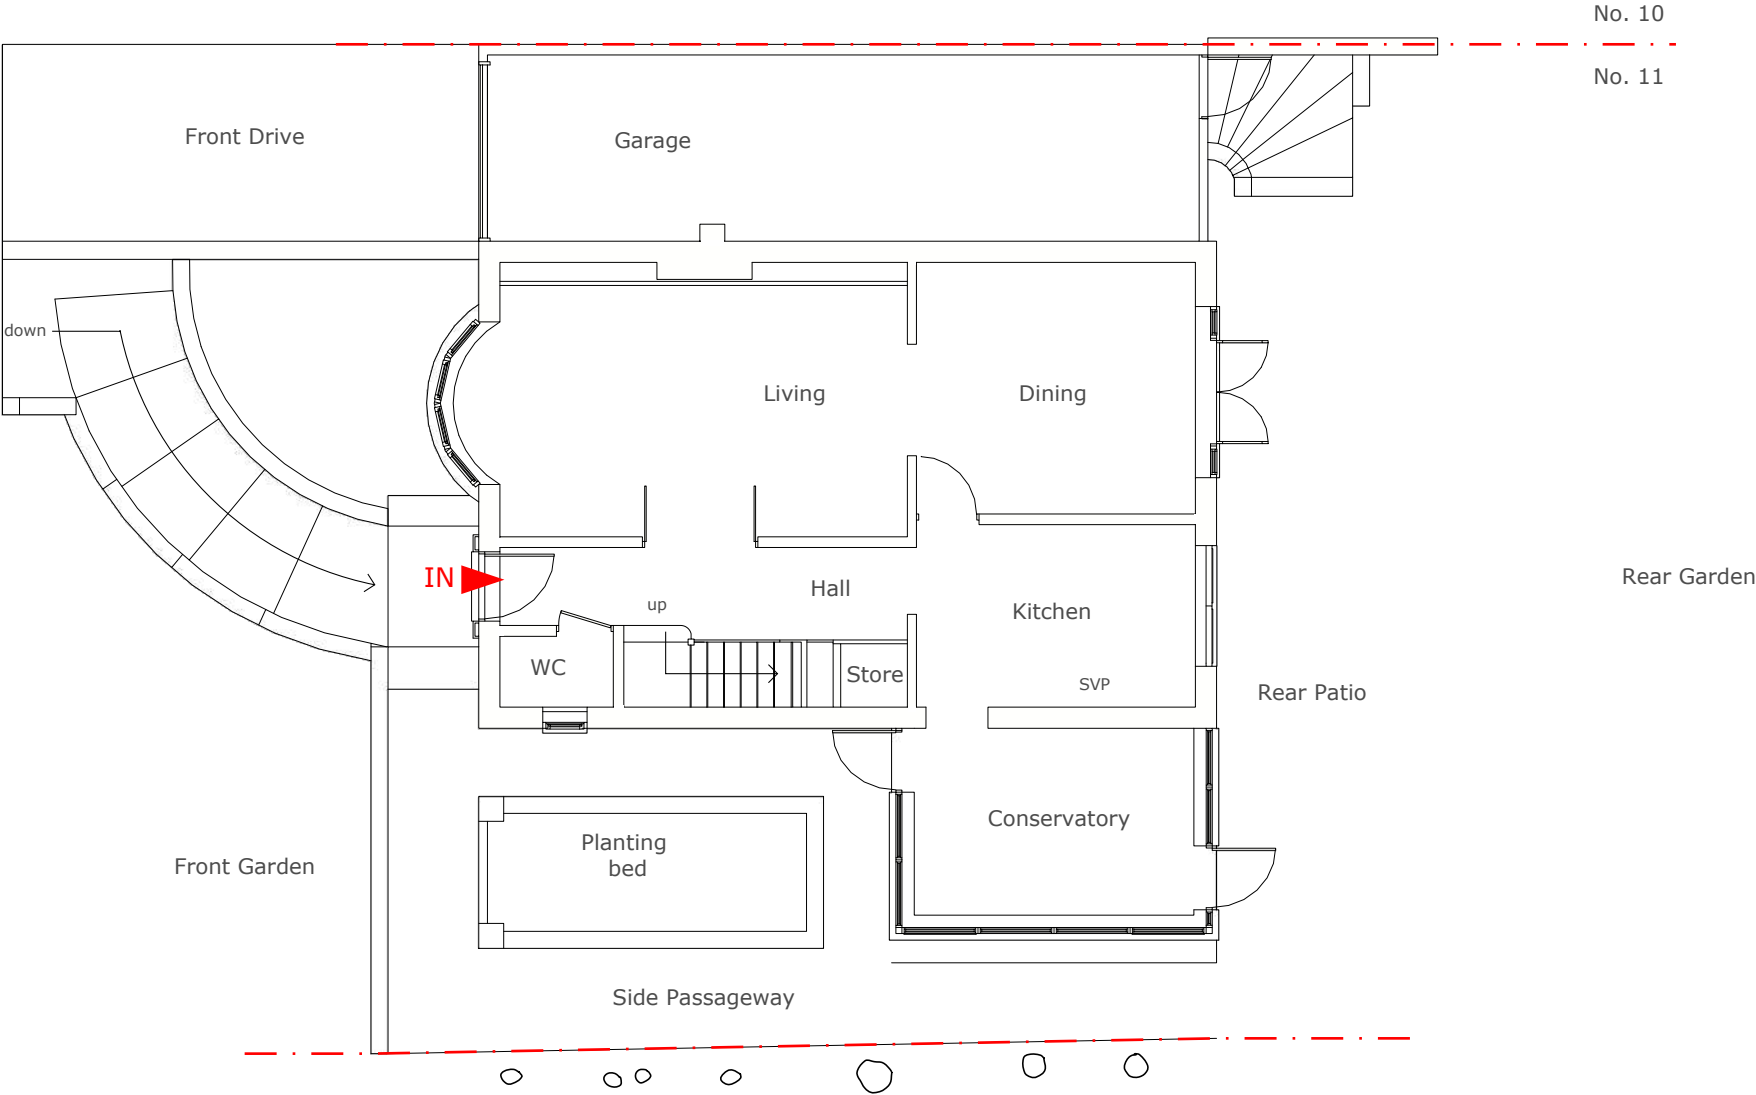 No. 10
No. 11
Front Drive
Garage
down
Living
Dining
IN
up
Hall
Kitchen
Rear Garden
WC
Store
SVP
Rear Patio
Planting
bed
Conservatory
Front Garden
Side Passageway